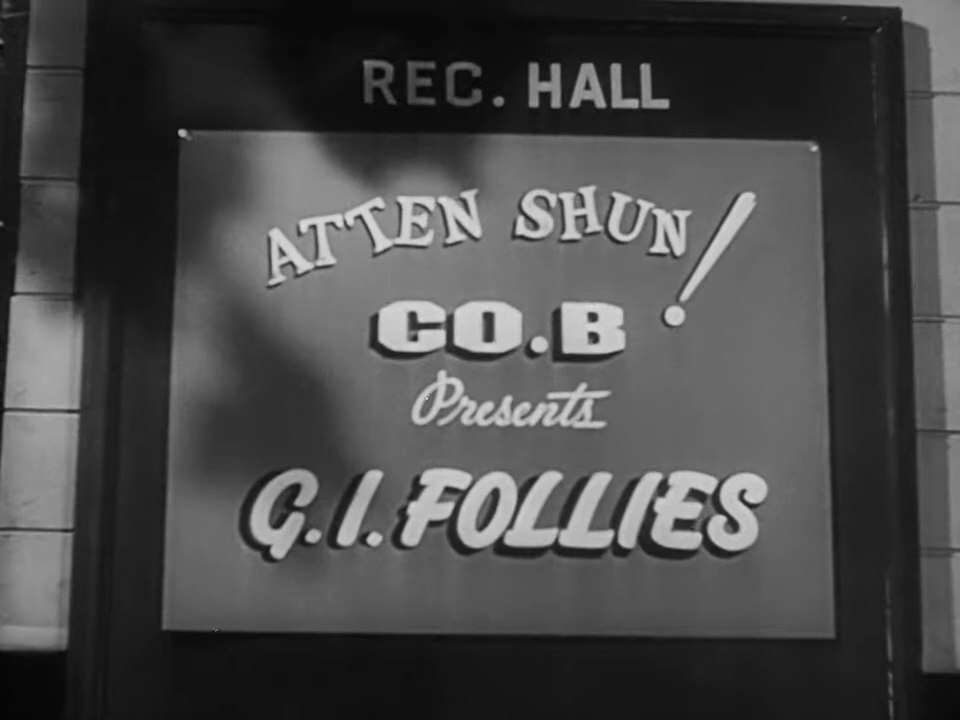 REC. HALL
ATTEN SHUN!
CO. B
Presents
G.I. FOLLIES